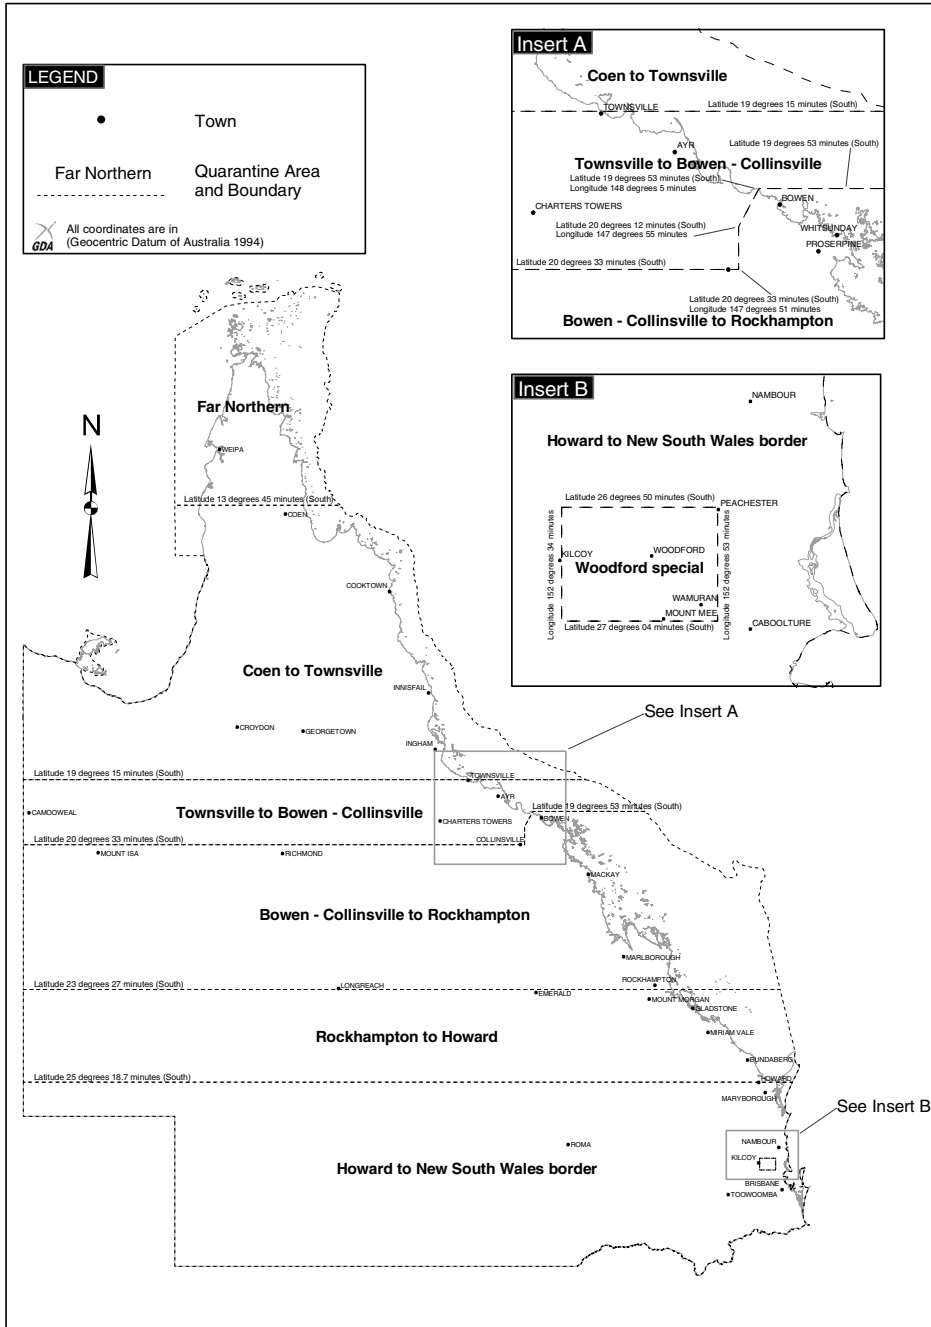 LEGEND
Town
Far Northern
Quarantine Area
and Boundary
GDA
All coordinates are in
(Geocentric Datum of Australia 1994)
Insert A
Coen to Townsville
TOWNSVILLE
Latitude 19 degrees 15 minutes (South)
AYR
Latitude 19 degrees 53 minutes (South)
Townsville to Bowen - Collinsville
Latitude 19 degrees 53 minutes (South)
Longitude 148 degrees 5 minutes
CHARTERS TOWERS
BOWEN
Latitude 20 degrees 12 minutes (South)
Longitude 147 degrees 55 minutes
WHITSUNDAY
PROSERPINE
Latitude 20 degrees 33 minutes (South)
Latitude 20 degrees 33 minutes (South)
Longitude 147 degrees 51 minutes
Bowen - Collinsville to Rockhampton
Insert B
NAMBOUR
Howard to New South Wales border
Latitude 26 degrees 50 minutes (South)
PEACHESTER
Longitude 152 degrees 34 minutes
Longitude 152 degrees 53 minutes
KILCOY
WOODFORD
Woodford special
WAMURAN
MOUNT MEE
Latitude 27 degrees 04 minutes (South)
CABOOLTURE
N
Far Northern
WEIPA
Latitude 13 degrees 45 minutes (South)
COEN
COOKTOWN
Coen to Townsville
INNISFAIL
See Insert A
CROYDON
GEORGETOWN
INGHAM
Latitude 19 degrees 15 minutes (South)
TOWNSVILLE
AYR
Latitude 19 degrees 53 minutes (South)
CAMOOWEAL
Townsville to Bowen - Collinsville
CHARTERS TOWERS
BOWEN
Latitude 20 degrees 33 minutes (South)
COLLINSVILLE
MOUNT ISA
RICHMOND
MACKAY
Bowen - Collinsville to Rockhampton
MARLBOROUGH
Latitude 23 degrees 27 minutes (South)
LONGREACH
EMERALD
ROCKHAMPTON
MOUNT MORGAN
GLADSTONE
Rockhampton to Howard
MIRIAM VALE
BUNDABERG
Latitude 25 degrees 18.7 minutes (South)
HOWARD
MARYBOROUGH
See Insert B
ROMA
NAMBOUR
KILCOY
Howard to New South Wales border
BRISBANE
TOOWOOMBA